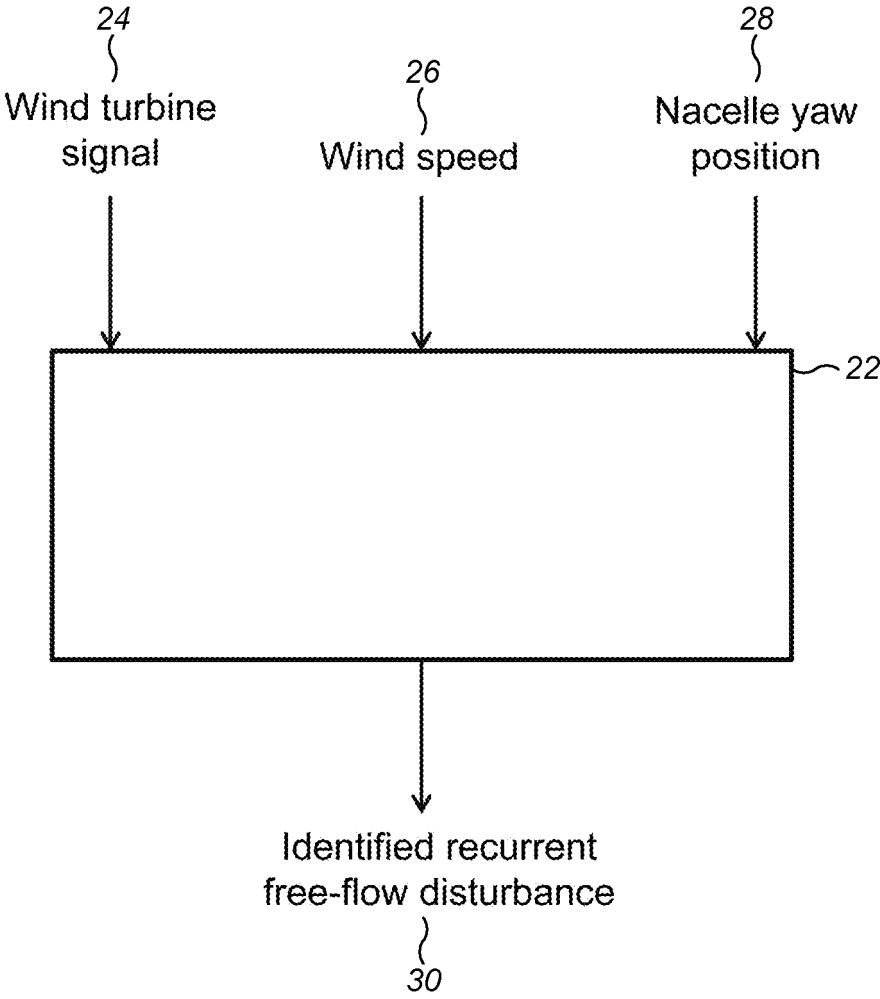 24
Wind turbine
signal
26
Wind speed
28
Nacelle yaw
position
22
Identified recurrent
free-flow disturbance
30